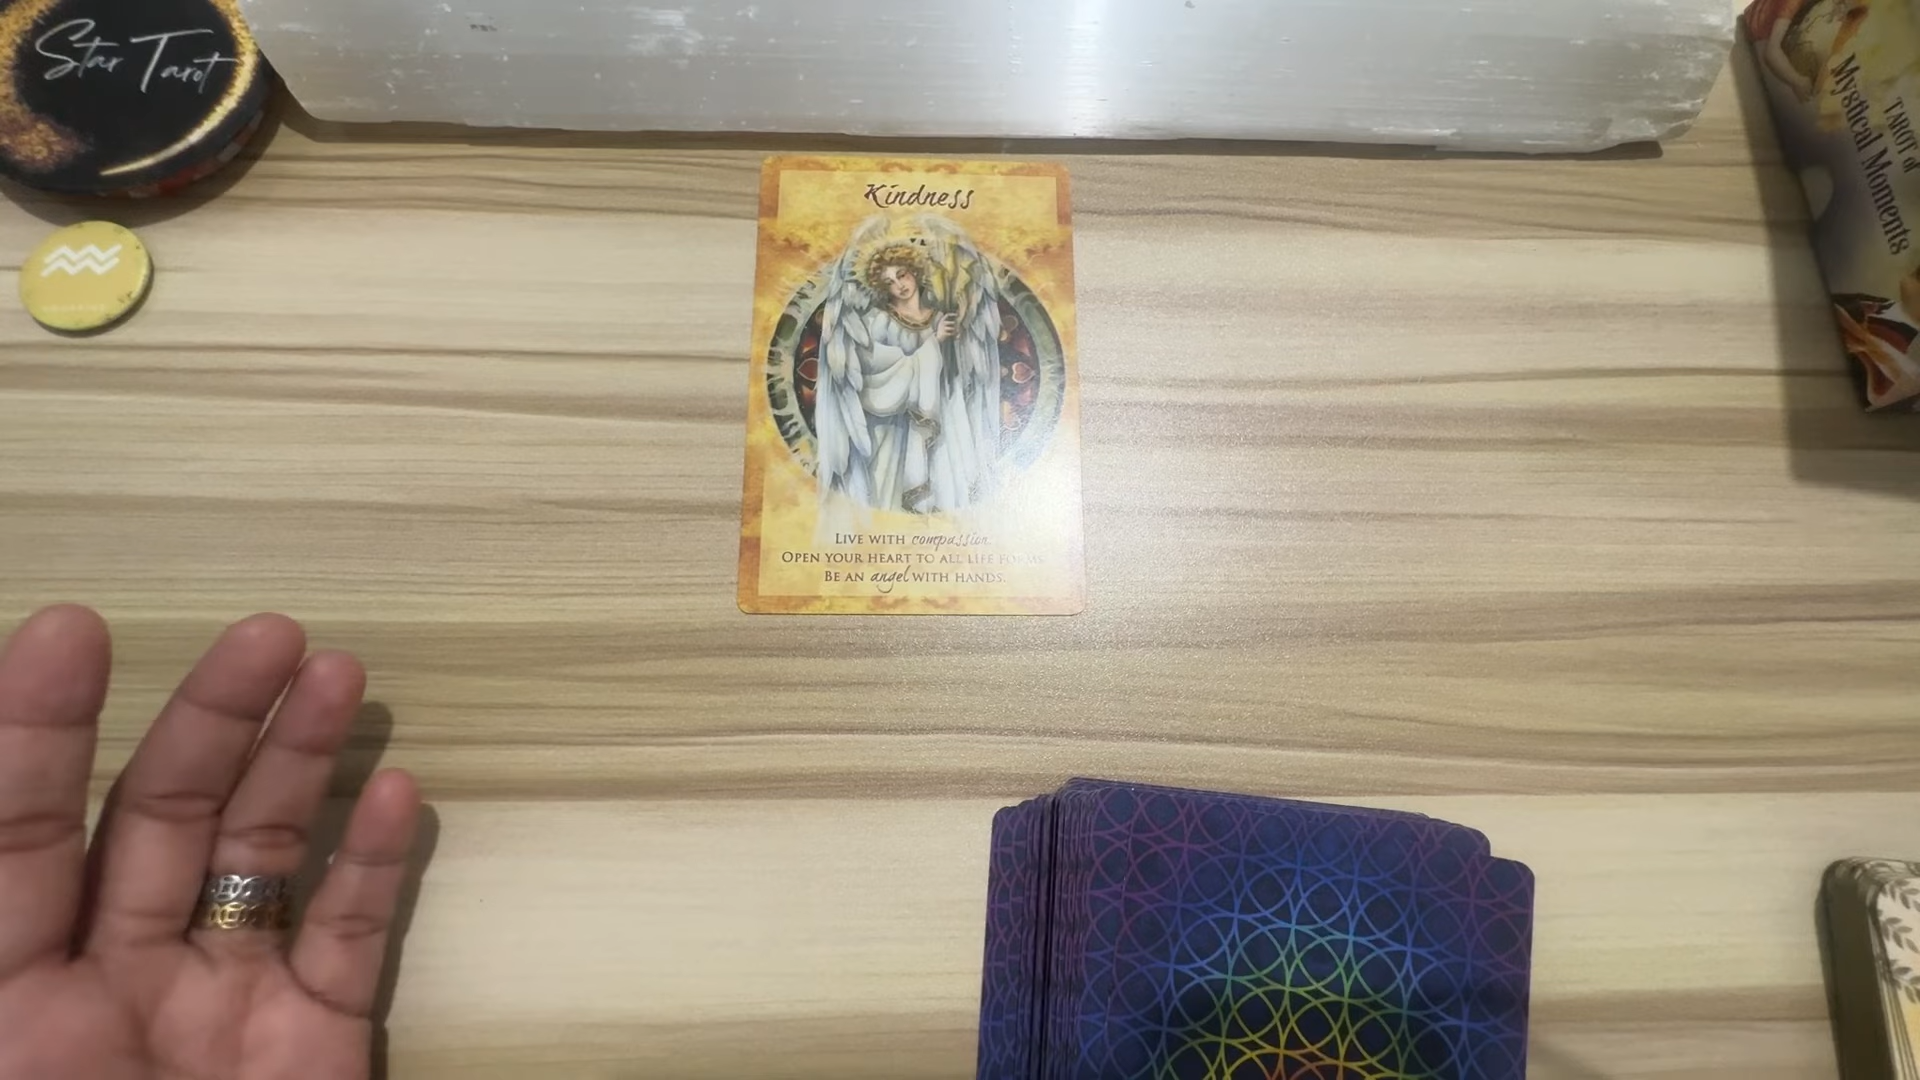 Star Tarot
TAROT of
Mystical Moments
Kindness
LIVE WITH compassion.
OPEN YOUR HEART TO ALL LIFE FORMS.
BE AN angel WITH HANDS.